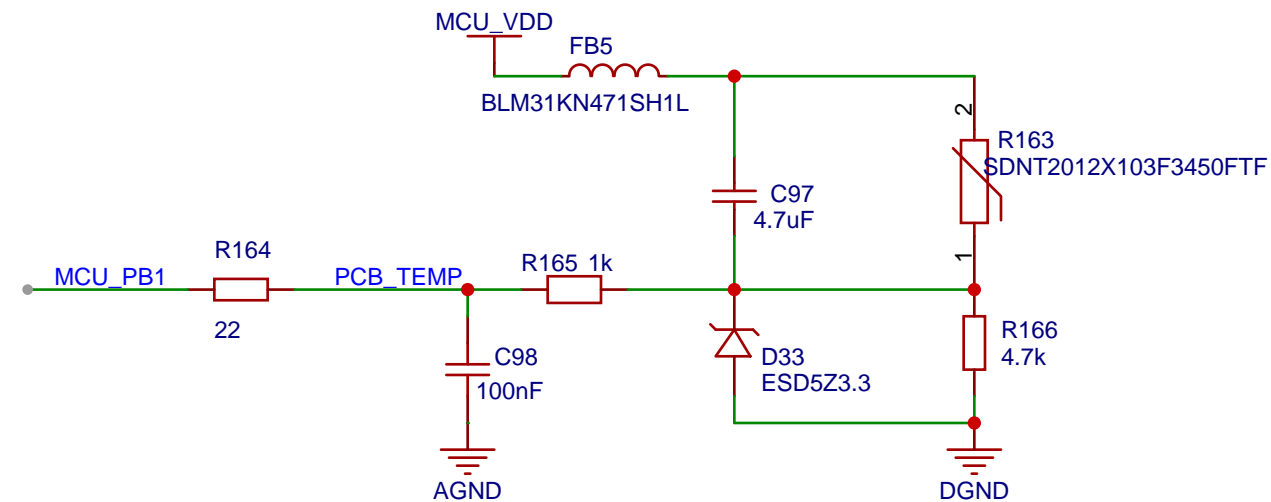 MCU_VDD
FB5
BLM31KN471SH1L
2
R163
SDNT2012X103F3450FTF
C97
4.7uF
1
R164
MCU_PB1
PCB_TEMP
R165 1k
22
C98
100nF
D33
ESD5Z3.3
R166
4.7k
AGND
DGND